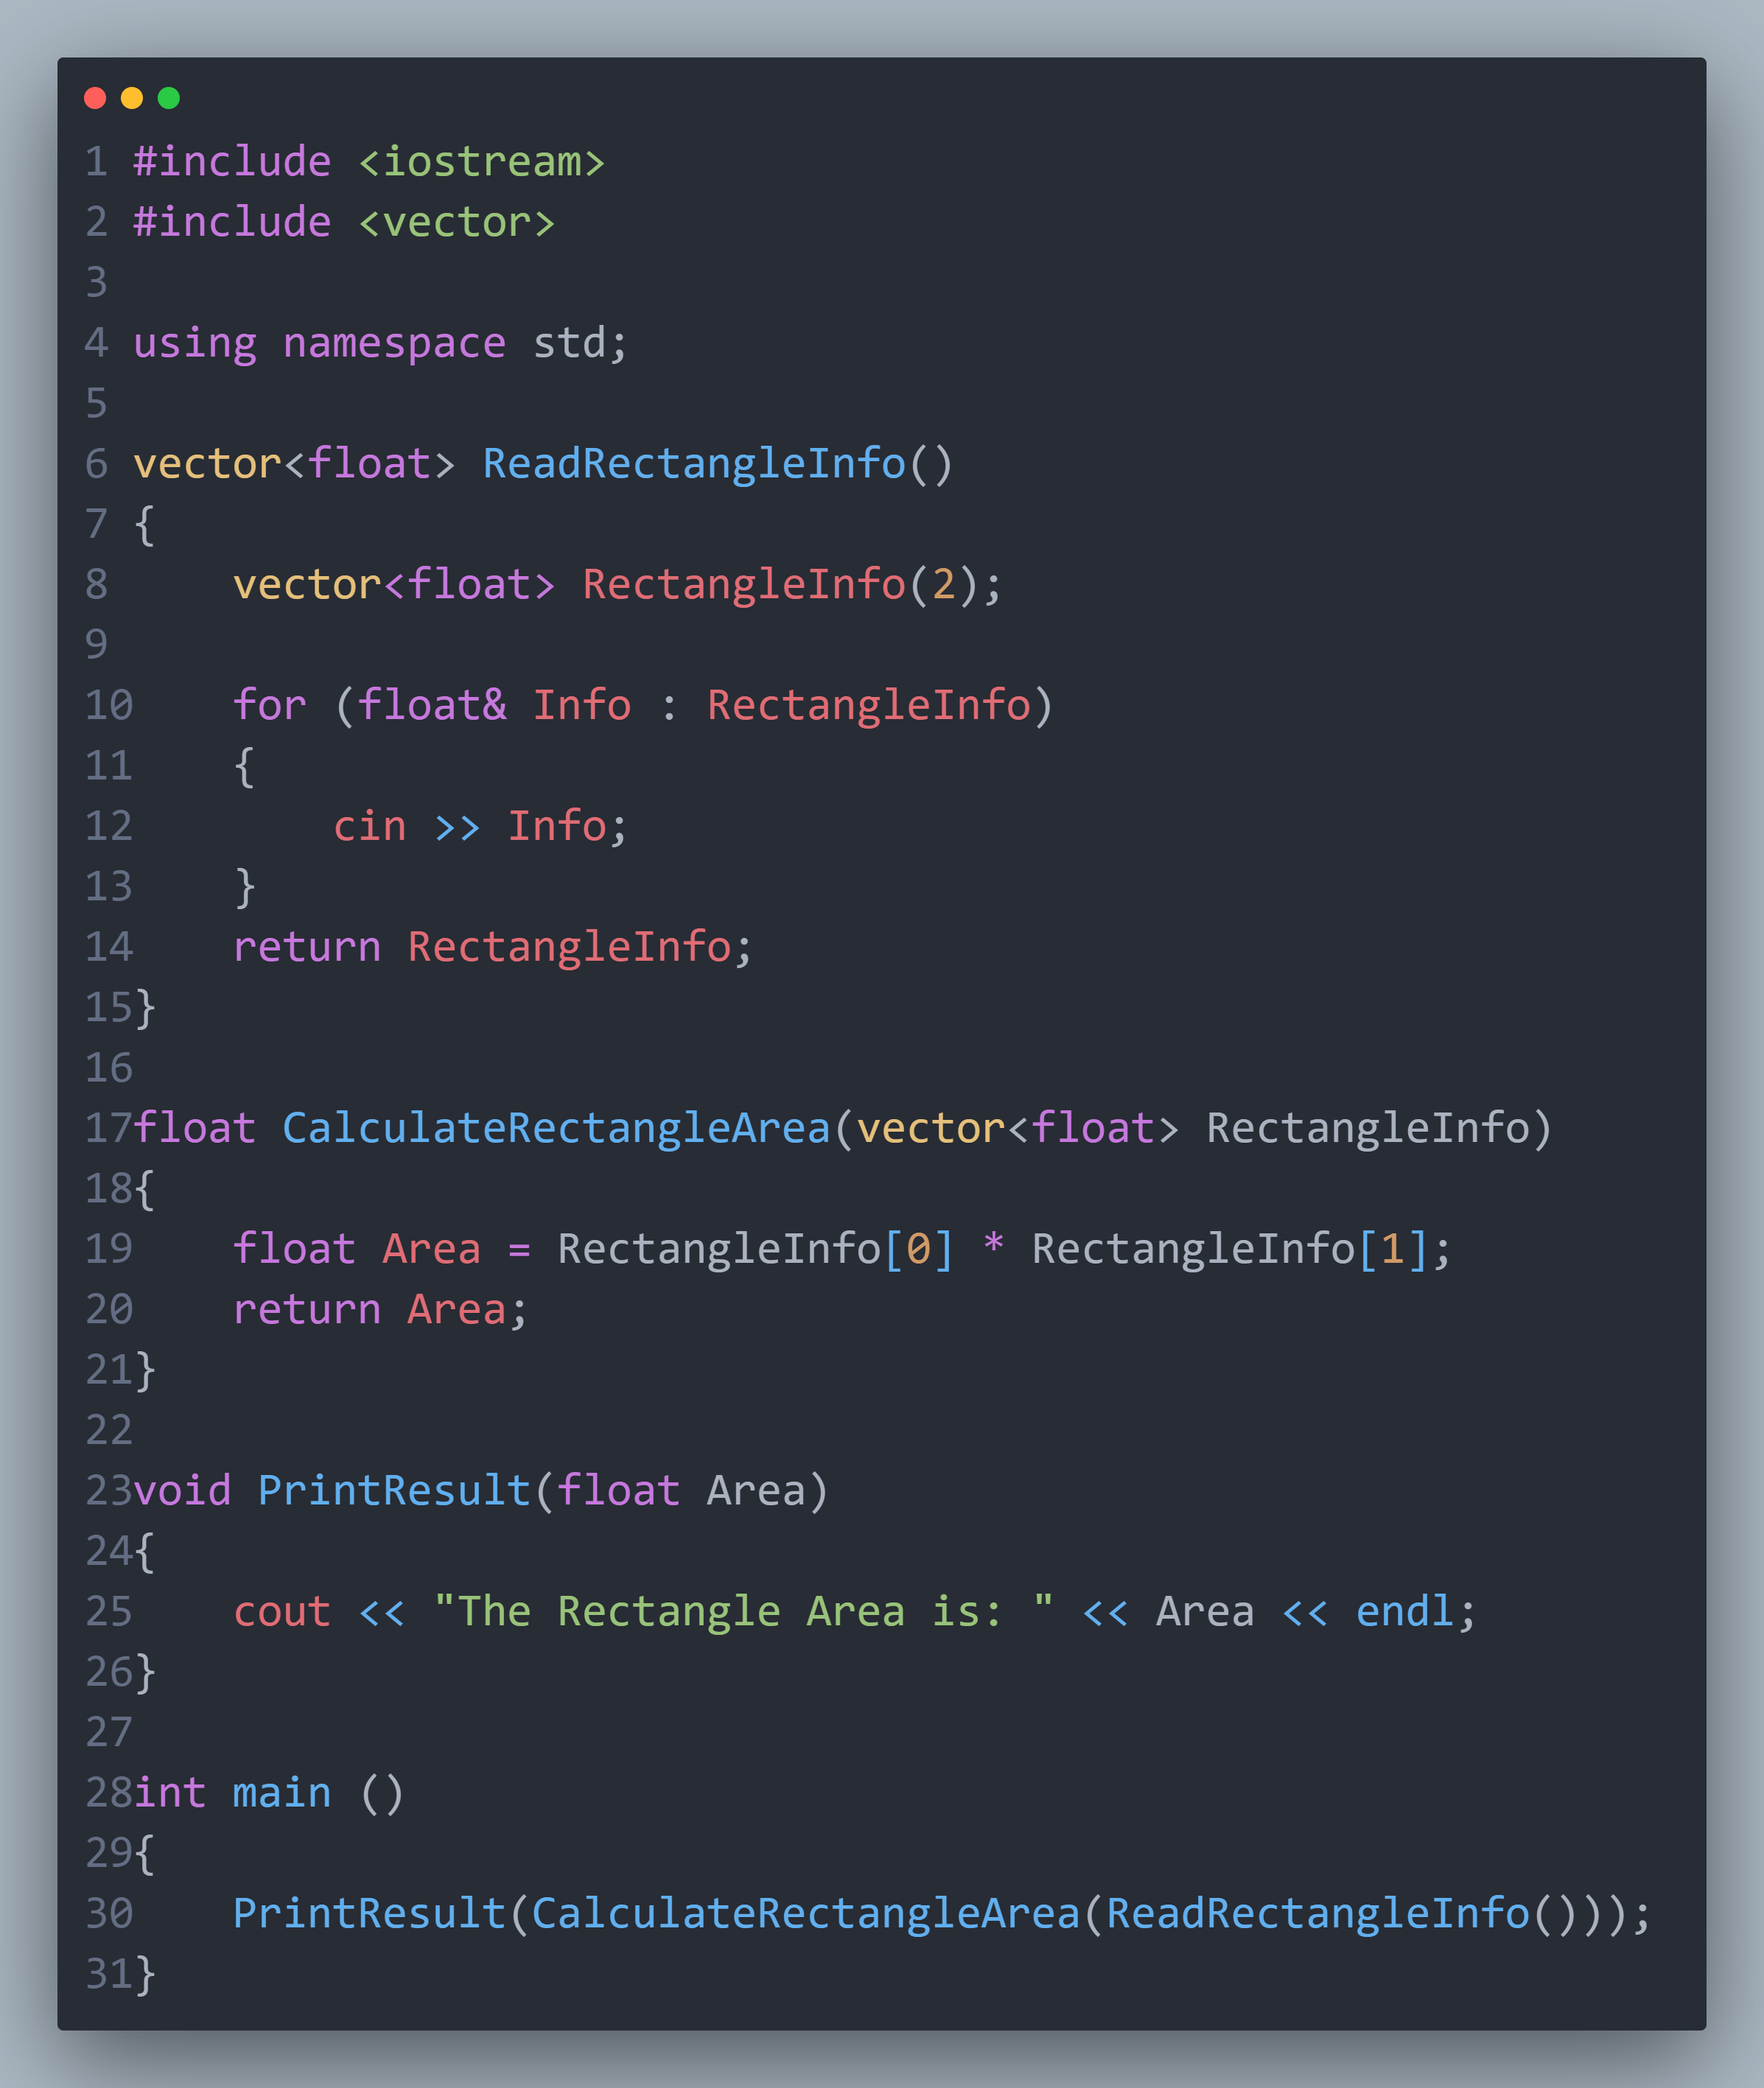 1 #include <iostream>
2 #include <vector>
3
4 using namespace std;
5
6 vector<float> ReadRectangleInfo()
7 {
8     vector<float> RectangleInfo(2);
9
10    for (float& Info : RectangleInfo)
11    {
12        cin >> Info;
13    }
14    return RectangleInfo;
15}
16
17float CalculateRectangleArea(vector<float> RectangleInfo)
18{
19    float Area = RectangleInfo[0] * RectangleInfo[1];
20    return Area;
21}
22
23void PrintResult(float Area)
24{
25    cout << "The Rectangle Area is: " << Area << endl;
26}
27
28int main ()
29{
30    PrintResult(CalculateRectangleArea(ReadRectangleInfo()));
31}